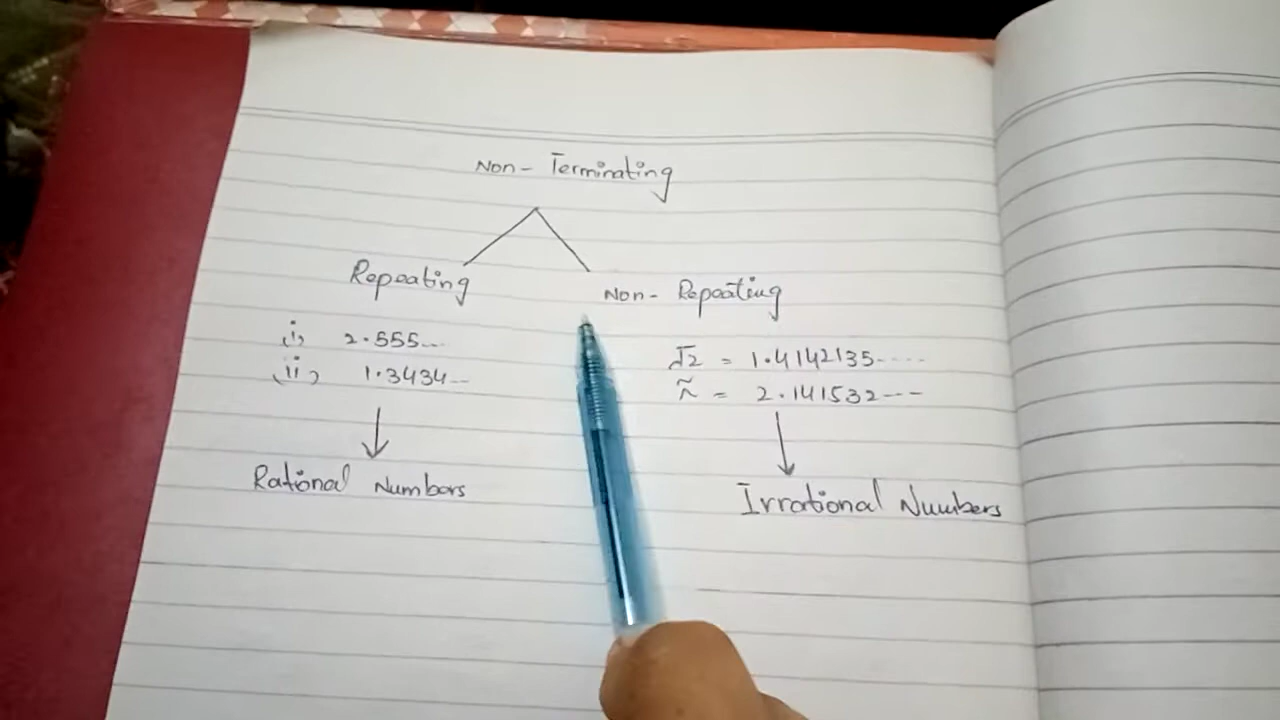 Non-Terminating
Repeating
Non-Repeating
i) 2.555...
ii) 1.3434--
√2 = 1.4142135----
π = 2.141532---
Rational Numbers
Irrational Numbers